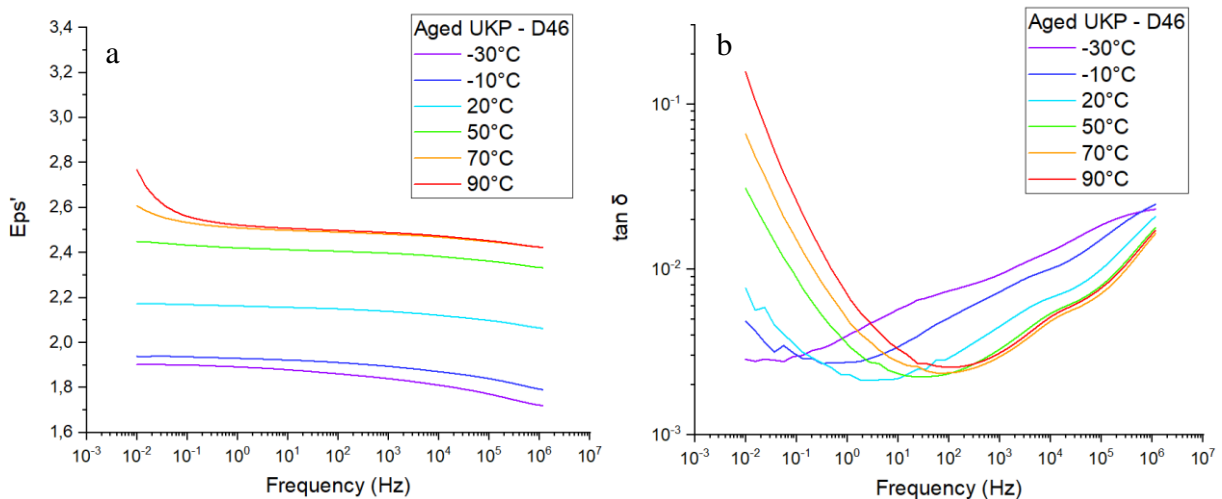 a
Aged UKP - D46
-30°C
-10°C
20°C
50°C
70°C
90°C
3,4
3,2
3,0
2,8
2,6
2,4
2,2
2,0
1,8
1,6
Eps'
10⁻³ 10⁻² 10⁻¹ 10⁰ 10¹ 10² 10³ 10⁴ 10⁵ 10⁶ 10⁷
Frequency (Hz)
b
Aged UKP - D46
-30°C
-10°C
20°C
50°C
70°C
90°C
10⁻¹
10⁻²
10⁻³
tan δ
10⁻³ 10⁻² 10⁻¹ 10⁰ 10¹ 10² 10³ 10⁴ 10⁵ 10⁶ 10⁷
Frequency (Hz)